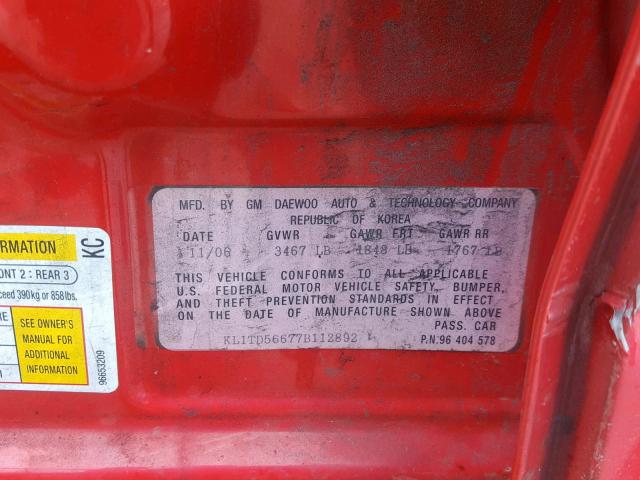 MFD. BY GM DAEWOO AUTO & TECHNOLOGY COMPANY
REPUBLIC OF KOREA
DATE GVWR GAWR FRT GAWR RR
11/06 3467 LB 1848 LB 1767 LB
THIS VEHICLE CONFORMS TO ALL APPLICABLE
U.S. FEDERAL MOTOR VEHICLE SAFETY, BUMPER,
AND THEFT PREVENTION STANDARDS IN EFFECT
ON THE DATE OF MANUFACTURE SHOWN ABOVE
PASS. CAR
KL1TD56677B112892 P.N.96 404 578
ORMATION
KC
ONT 2 : REAR 3
ceed 390kg or 858lbs.
SEE OWNER'S
MANUAL FOR
ADDITIONAL
INFORMATION
96653209